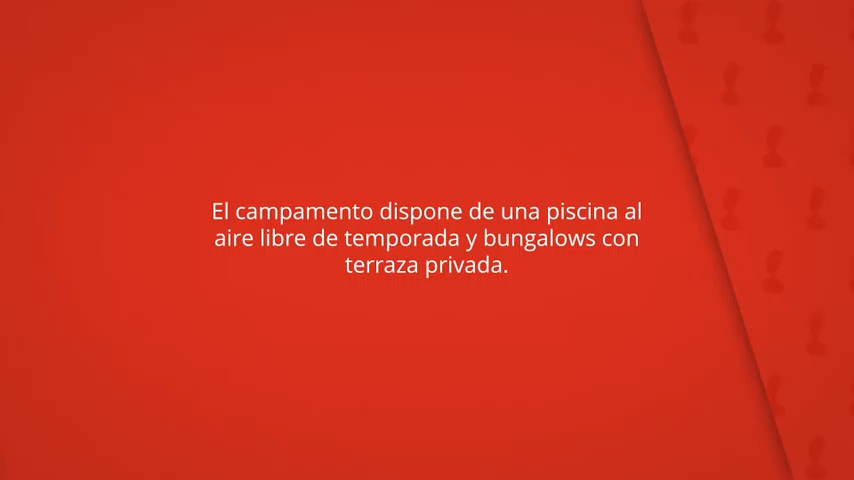 El campamento dispone de una piscina al
aire libre de temporada y bungalows con
terraza privada.